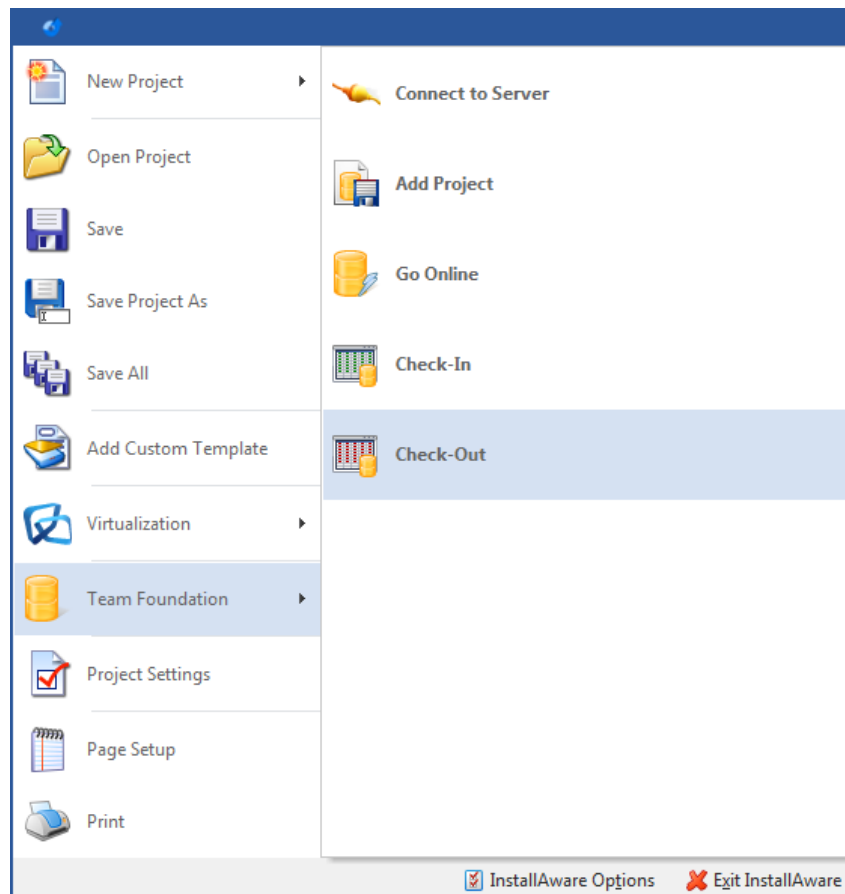 New Project
Open Project
Save
Save Project As
Save All
Add Custom Template
Virtualization
Team Foundation
Project Settings
Page Setup
Print
Connect to Server
Add Project
Go Online
Check-In
Check-Out
InstallAware Options
Exit InstallAware